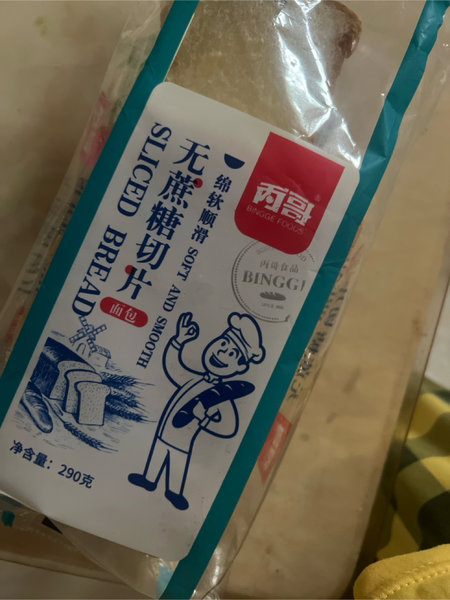 丙哥
®
BINGGE FOODS
丙哥食品
BINGGI
绵软顺滑 SOFT AND SMOOTH
无蔗糖切片
面包
SLICED BREAD
净含量：290克